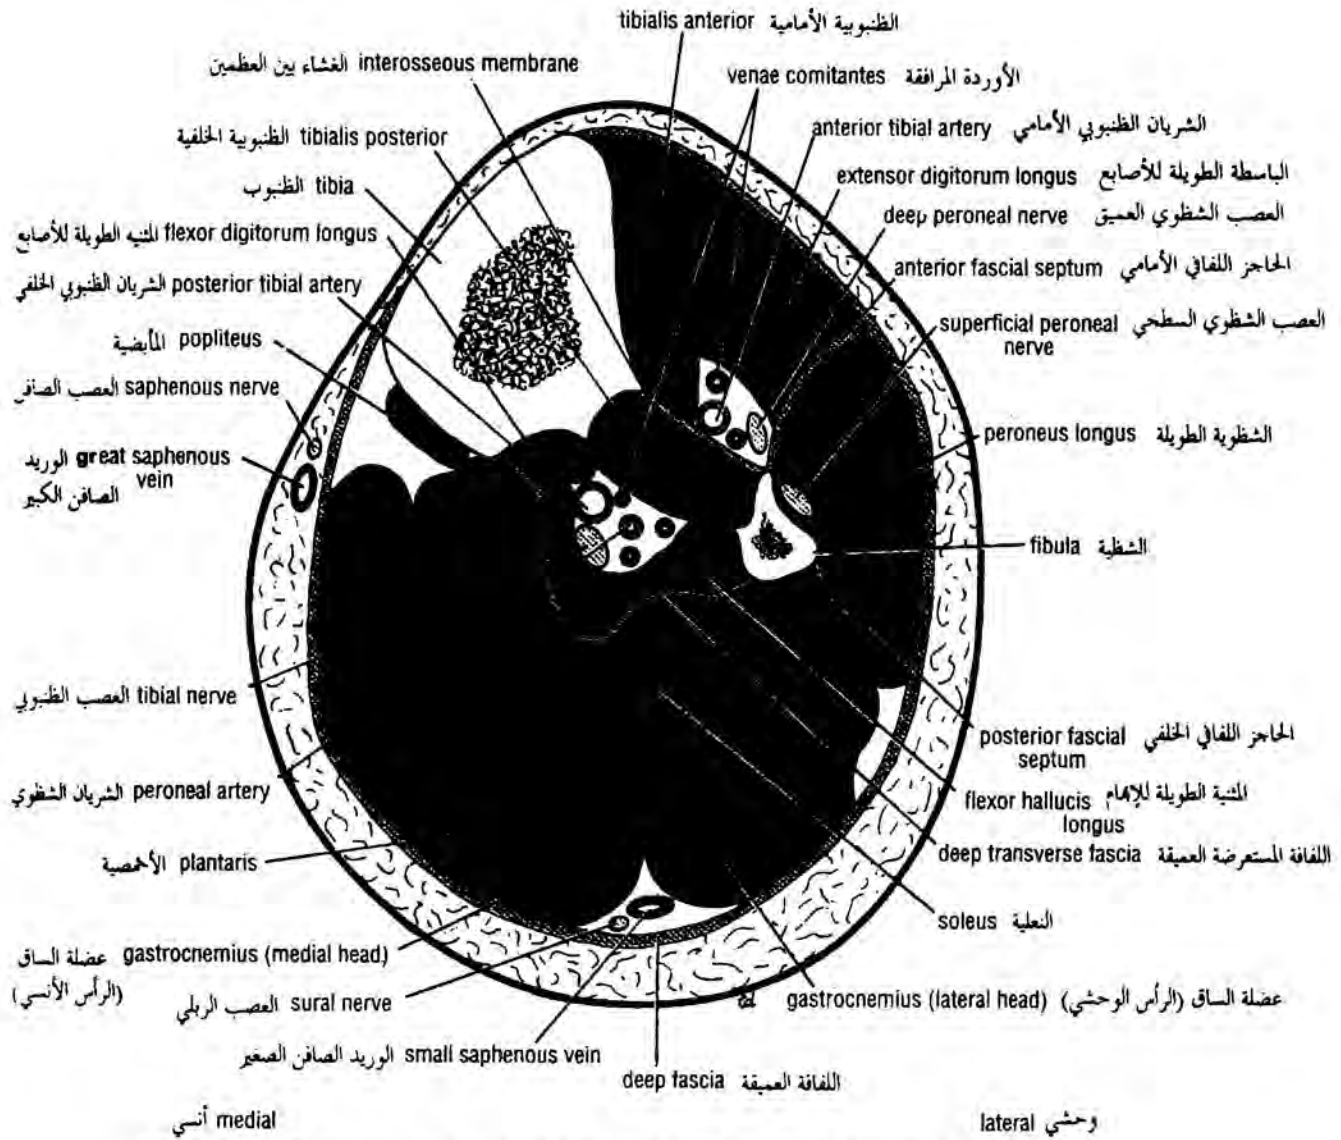 tibialis anterior الظنبوبية الأمامية
الغشاء بين العظمين interosseous membrane
venae comitantes الأوردة المرافقة
الظنبوبية الخلفية tibialis posterior
anterior tibial artery الشريان الظنبوبي الأمامي
extensor digitorum longus الباسطة الطويلة للأصابع
الظنبوب tibia
deep peroneal nerve العصب الشظوي العميق
المثنيه الطويلة للأصابع flexor digitorum longus
anterior fascial septum الحاجز اللفافي الأمامي
الشريان الظنبوبي الخلفي posterior tibial artery
superficial peroneal العصب الشظوي السطحي
nerve
المأبضية popliteus
العصب الصافن saphenous nerve
peroneus longus الشظوية الطويلة
الوريد great saphenous
الصافن الكبير vein
fibula الشظية
العصب الظنبوبي tibial nerve
posterior fascial الحاجز اللفافي الخلفي
septum
الشريان الشظوي peroneal artery
flexor hallucis المثنية الطويلة للإبهام
longus
الأخمصية plantaris
deep transverse fascia اللفافة المستعرضة العميقة
soleus النعلية
عضلة الساق gastrocnemius (medial head)
(الرأس الأنسي)
العصب الربلي sural nerve
gastrocnemius (lateral head) عضلة الساق (الرأس الوحشي)
الوريد الصافن الصغير small saphenous vein
deep fascia اللفافة العميقة
أنسي medial
lateral وحشي